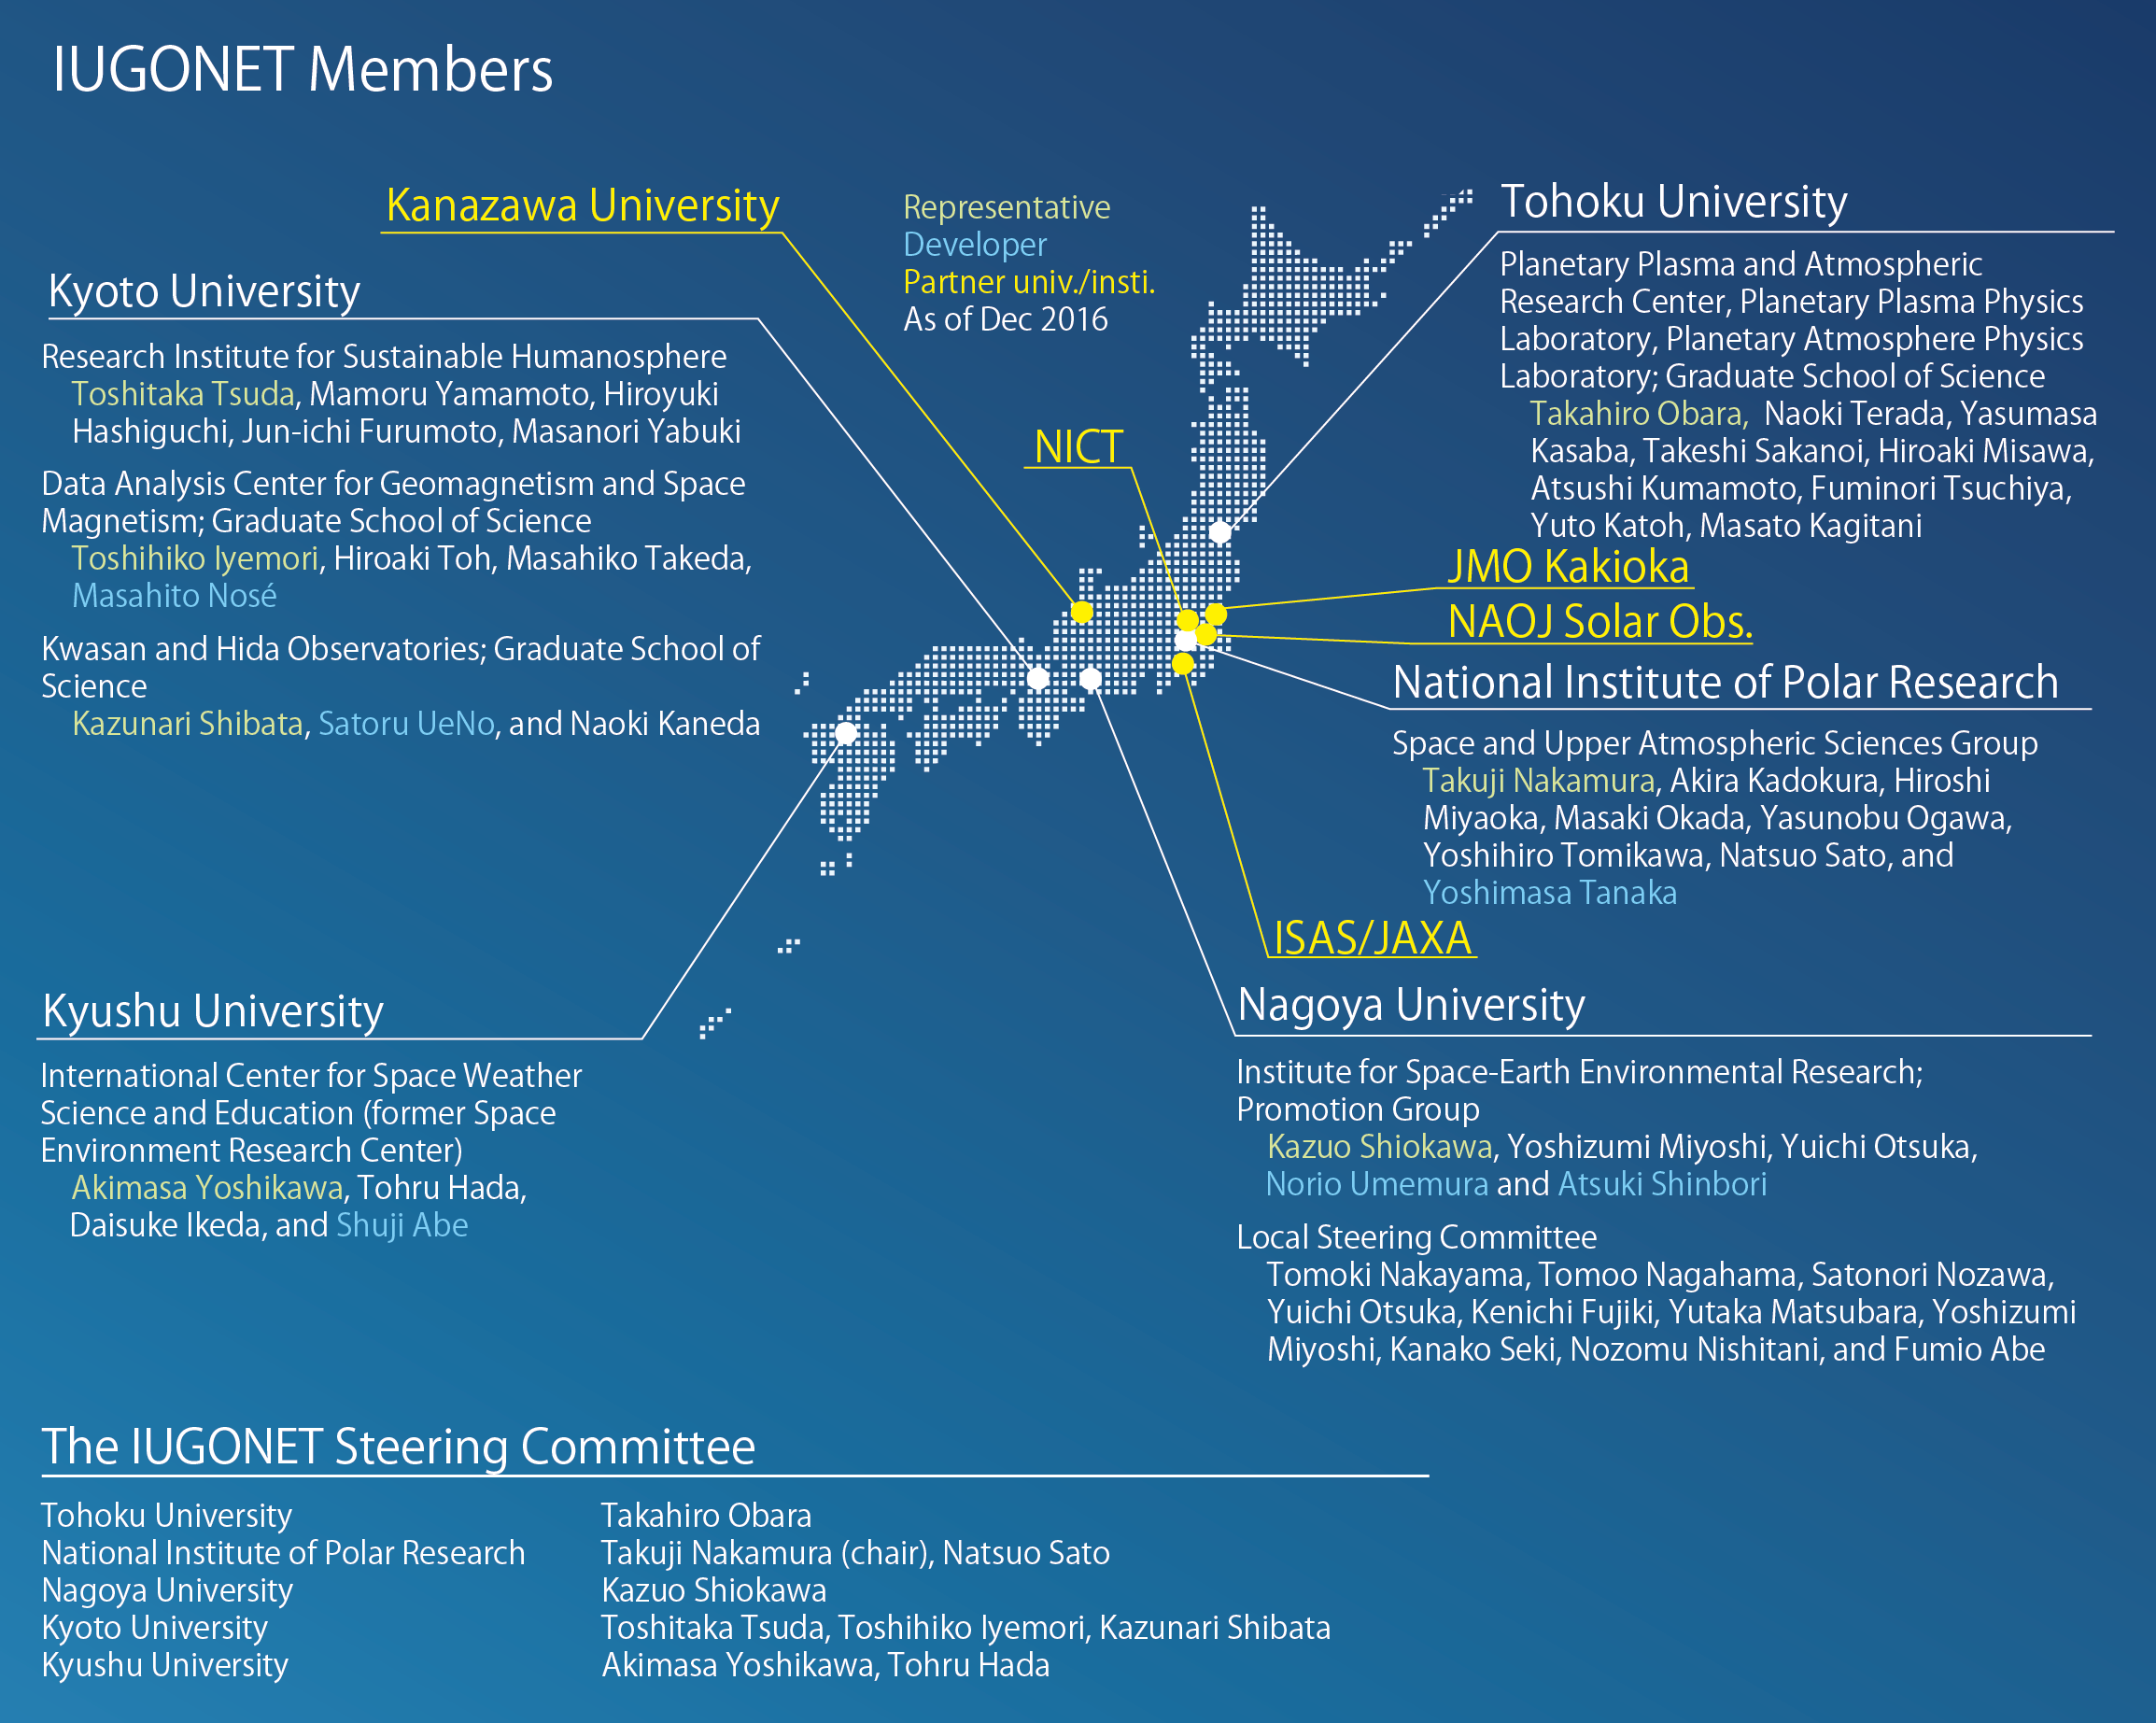 IUGONET Members
Kanazawa University
Representative
Developer
Partner univ./insti.
As of Dec 2016
Kyoto University
Research Institute for Sustainable Humanosphere
Toshitaka Tsuda, Mamoru Yamamoto, Hiroyuki
Hashiguchi, Jun-ichi Furumoto, Masanori Yabuki
Data Analysis Center for Geomagnetism and Space
Magnetism; Graduate School of Science
Toshihiko Iyemori, Hiroaki Toh, Masahiko Takeda,
Masahito Nosé
Kwasan and Hida Observatories; Graduate School of
Science
Kazunari Shibata, Satoru UeNo, and Naoki Kaneda
NICT
Tohoku University
Planetary Plasma and Atmospheric
Research Center, Planetary Plasma Physics
Laboratory, Planetary Atmosphere Physics
Laboratory; Graduate School of Science
Takahiro Obara, Naoki Terada, Yasumasa
Kasaba, Takeshi Sakanoi, Hiroaki Misawa,
Atsushi Kumamoto, Fuminori Tsuchiya,
Yuto Katoh, Masato Kagitani
JMO Kakioka
NAOJ Solar Obs.
National Institute of Polar Research
Space and Upper Atmospheric Sciences Group
Takuji Nakamura, Akira Kadokura, Hiroshi
Miyaoka, Masaki Okada, Yasunobu Ogawa,
Yoshihiro Tomikawa, Natsuo Sato, and
Yoshimasa Tanaka
ISAS/JAXA
Kyushu University
International Center for Space Weather
Science and Education (former Space
Environment Research Center)
Akimasa Yoshikawa, Tohru Hada,
Daisuke Ikeda, and Shuji Abe
Nagoya University
Institute for Space-Earth Environmental Research;
Promotion Group
Kazuo Shiokawa, Yoshizumi Miyoshi, Yuichi Otsuka,
Norio Umemura and Atsuki Shinbori
Local Steering Committee
Tomoki Nakayama, Tomoo Nagahama, Satonori Nozawa,
Yuichi Otsuka, Kenichi Fujiki, Yutaka Matsubara, Yoshizumi
Miyoshi, Kanako Seki, Nozomu Nishitani, and Fumio Abe
The IUGONET Steering Committee
Tohoku University Takahiro Obara
National Institute of Polar Research Takuji Nakamura (chair), Natsuo Sato
Nagoya University Kazuo Shiokawa
Kyoto University Toshitaka Tsuda, Toshihiko Iyemori, Kazunari Shibata
Kyushu University Akimasa Yoshikawa, Tohru Hada